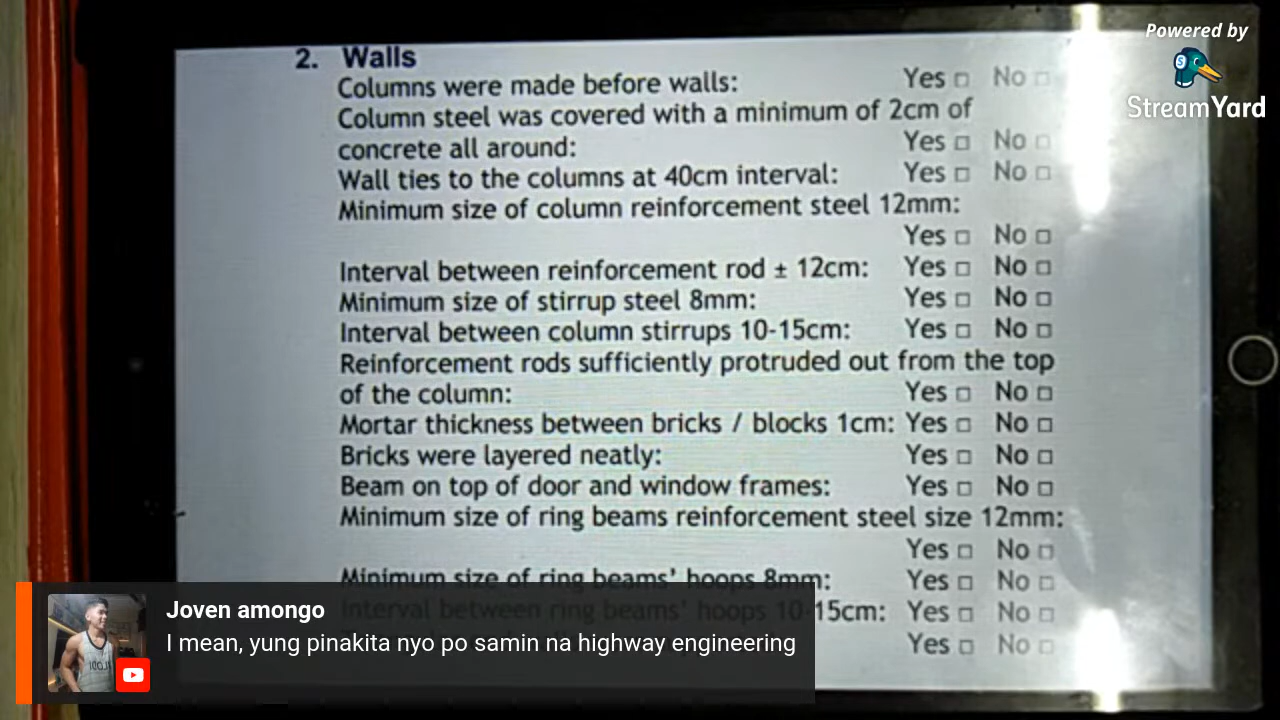 Powered by
StreamYard
2. Walls
Columns were made before walls: Yes □ No □
Column steel was covered with a minimum of 2cm of
concrete all around: Yes □ No □
Wall ties to the columns at 40cm interval: Yes □ No □
Minimum size of column reinforcement steel 12mm:
Yes □ No □
Interval between reinforcement rod ± 12cm: Yes □ No □
Minimum size of stirrup steel 8mm: Yes □ No □
Interval between column stirrups 10-15cm: Yes □ No □
Reinforcement rods sufficiently protruded out from the top
of the column: Yes □ No □
Mortar thickness between bricks / blocks 1cm: Yes □ No □
Bricks were layered neatly: Yes □ No □
Beam on top of door and window frames: Yes □ No □
Minimum size of ring beams reinforcement steel size 12mm:
Yes □ No □
Minimum size of ring beams' hoops 8mm: Yes □ No □
Interval between ring beams' hoops 10-15cm: Yes □ No □
Yes □ No □
Joven amongo
I mean, yung pinakita nyo po samin na highway engineering